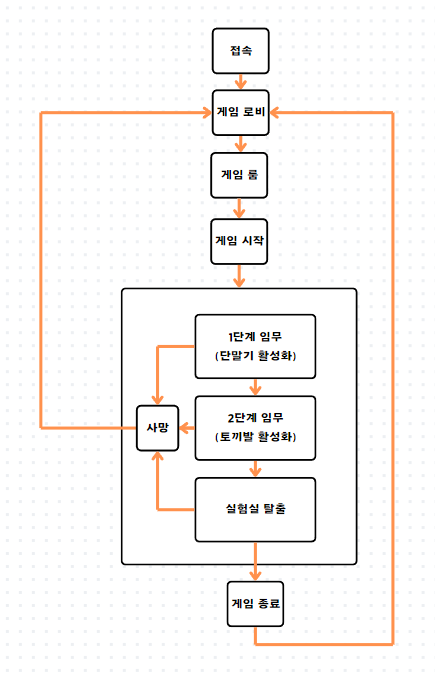 접속
게임 로비
게임 룸
게임 시작
1단계 임무
(단말기 활성화)
2단계 임무
(토끼발 활성화)
사망
실험실 탈출
게임 종료